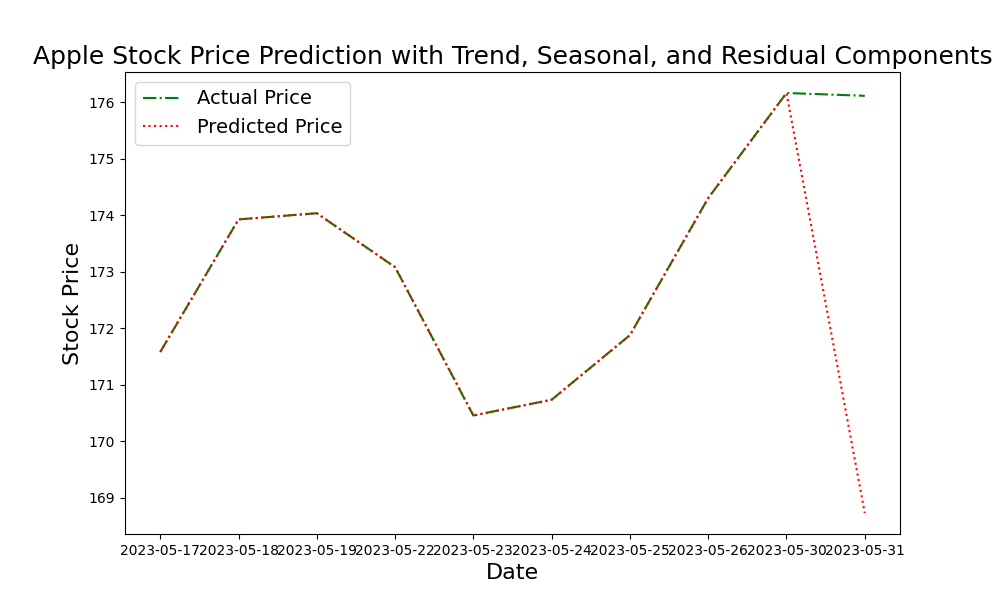 Apple Stock Price Prediction with Trend, Seasonal, and Residual Components
Actual Price
Predicted Price
176
175
174
173
172
171
170
169
Stock Price
2023-05-17 2023-05-18 2023-05-19 2023-05-22 2023-05-23 2023-05-24 2023-05-25 2023-05-26 2023-05-30 2023-05-31
Date